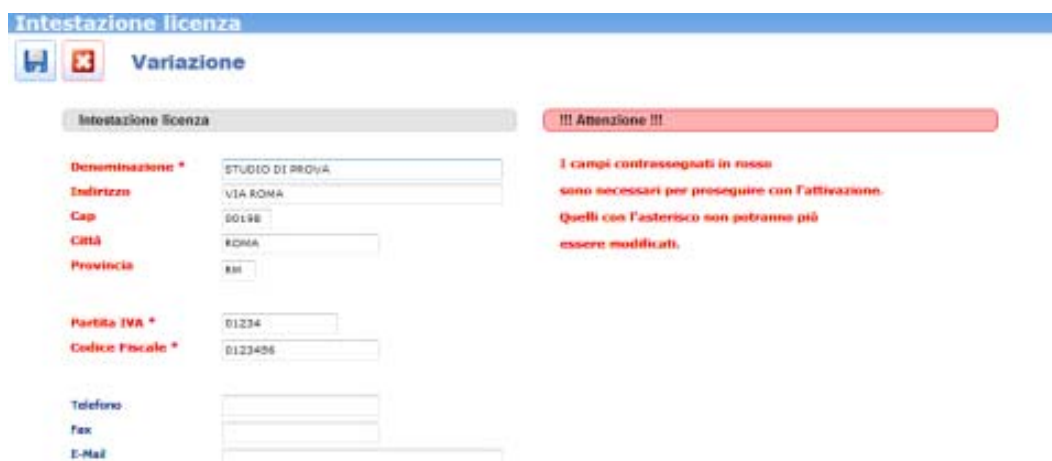 Intestazione licenza
Variazione
Intestazione licenza
!!! Attenzione !!!
Denominazione * STUDIO DI PROVA
Indirizzo VIA ROMA
Cap 00198
Città ROMA
Provincia RM
Partita IVA * 01234
Codice Fiscale * 0123456
Telefono
Fax
E-Mail
I campi contrassegnati in rosso
sono necessari per proseguire con l'attivazione.
Quelli con l'asterisco non potranno più
essere modificati.